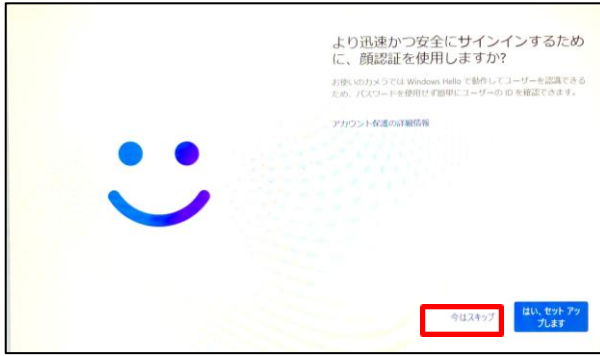 より迅速かつ安全にサインインするため
に、顔認証を使用しますか?
お使いのカメラでは Windows Hello で動作してユーザーを認識できる
ため、パスワードを使用せず簡単にユーザーの ID を確認できます。
アカウント保護の詳細情報
今はスキップ
はい、セット アッ
プします